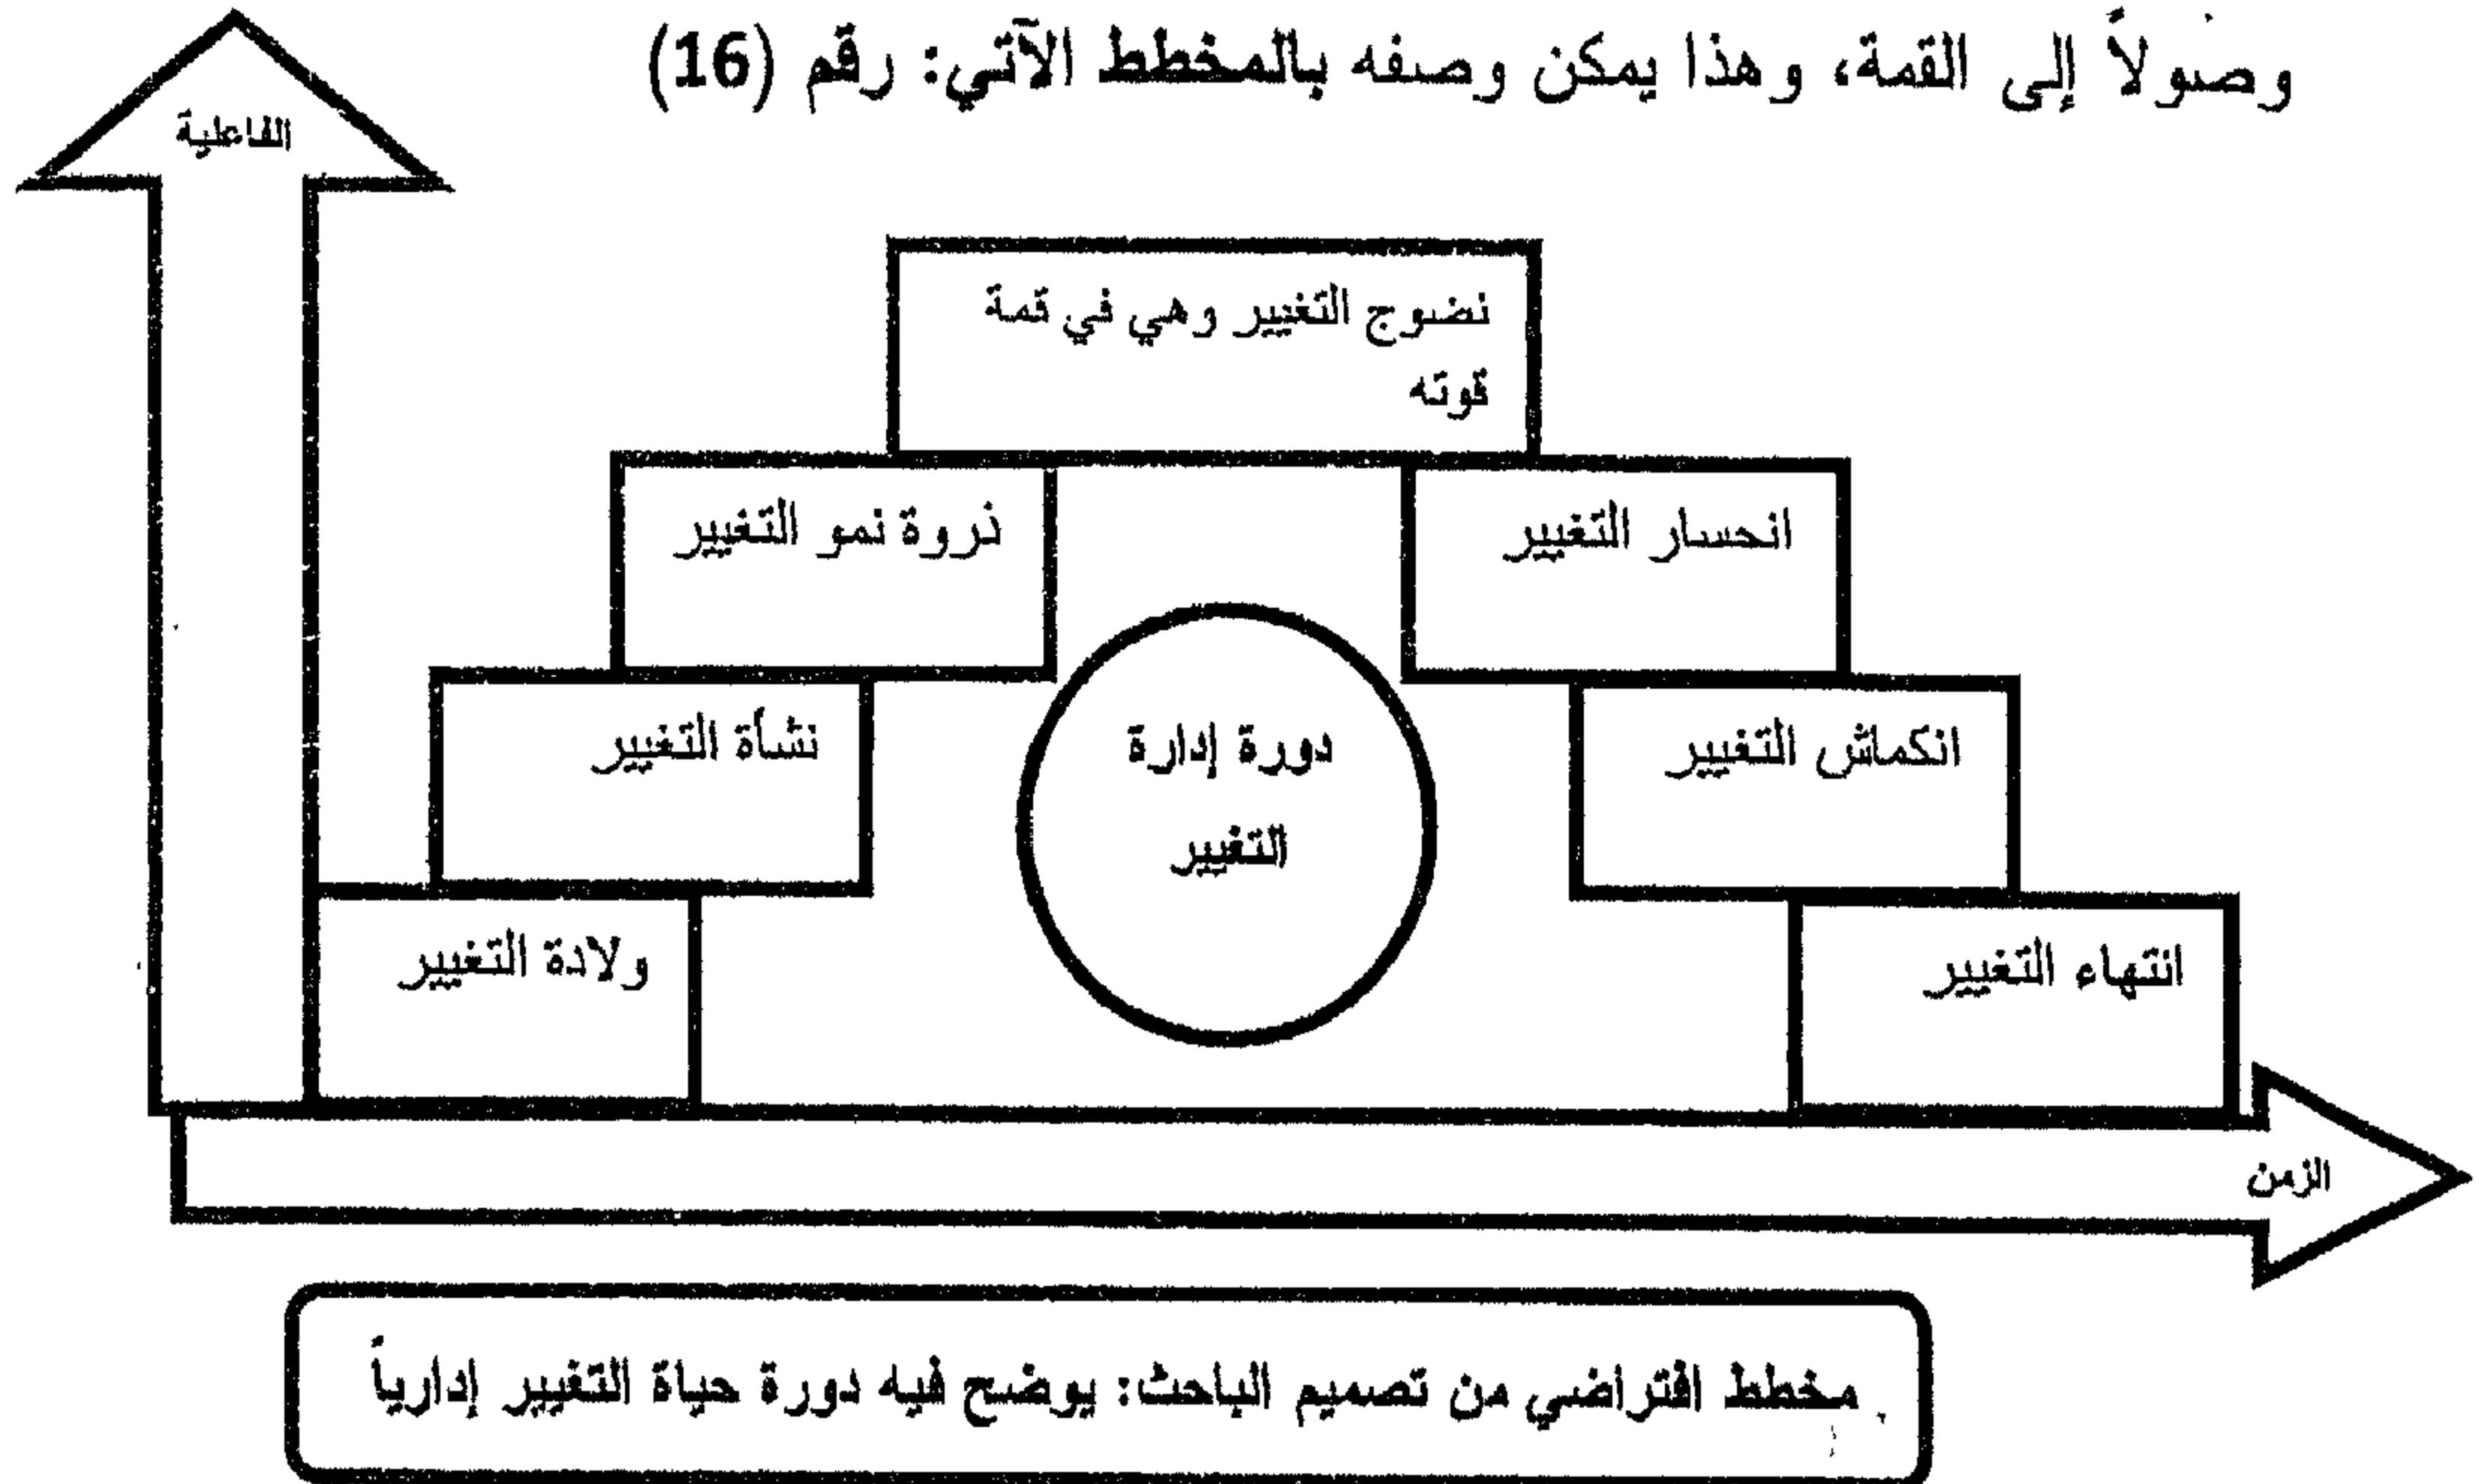 وصولاً إلى القمة، وهذا يمكن وصفه بالمخطط الآتي: رقم (16)
الفاعلية
نضوج التغيير وهي في قمة
قوته
ذروة نمو التغيير
انحسار التغيير
نشأة التغيير
دورة إدارة
التغيير
انكماش التغيير
ولادة التغيير
انتهاء التغيير
الزمن
مخطط افتراضي من تصميم الباحث: يوضح فيه دورة حياة التغيير إدارياً